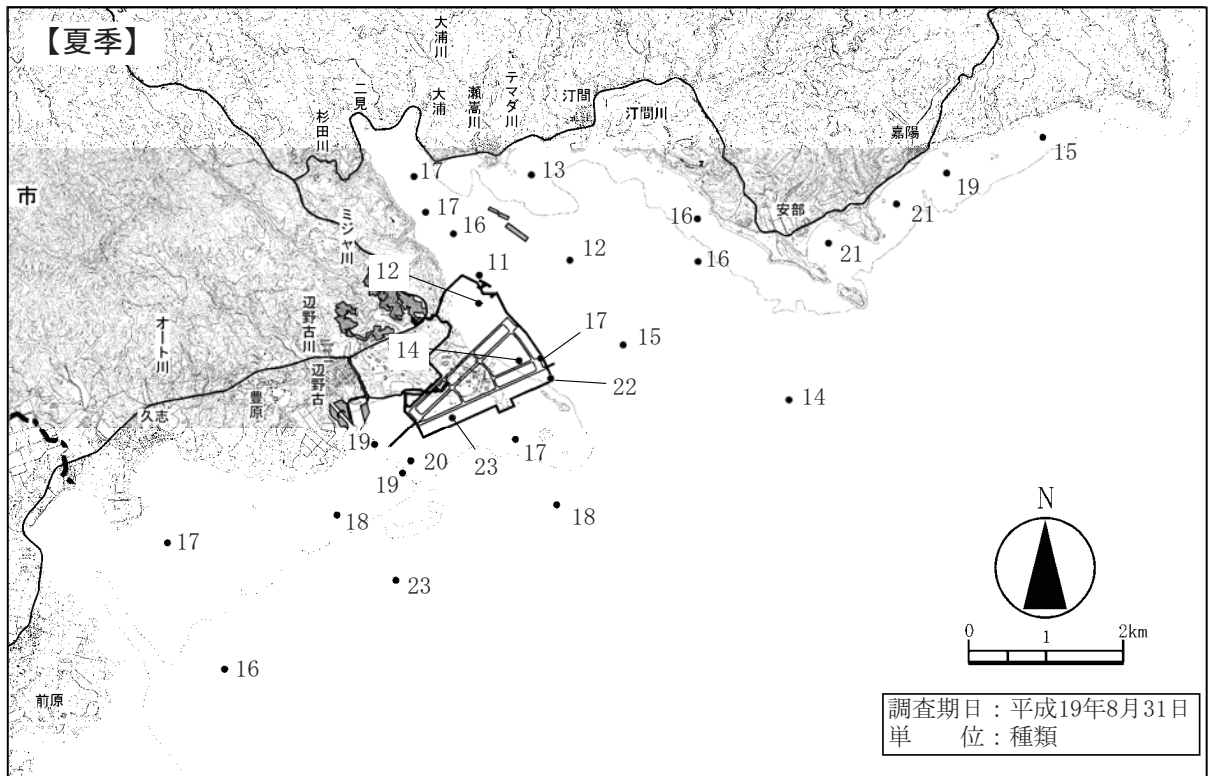 【夏季】
大浦川
テマダ川
二見
大浦
瀬嵩川
汀間
汀間川
杉田川
嘉陽
15
市
17
13
19
ミジャ川
17
16
16
安部
21
21
12
11
12
16
辺野古川
17
オート川
14
15
辺野古
22
14
豊原
久志
19
20
23
17
N
19
18
18
17
23
0 1 2km
16
前原
調査期日：平成19年8月31日
単　　位：種類